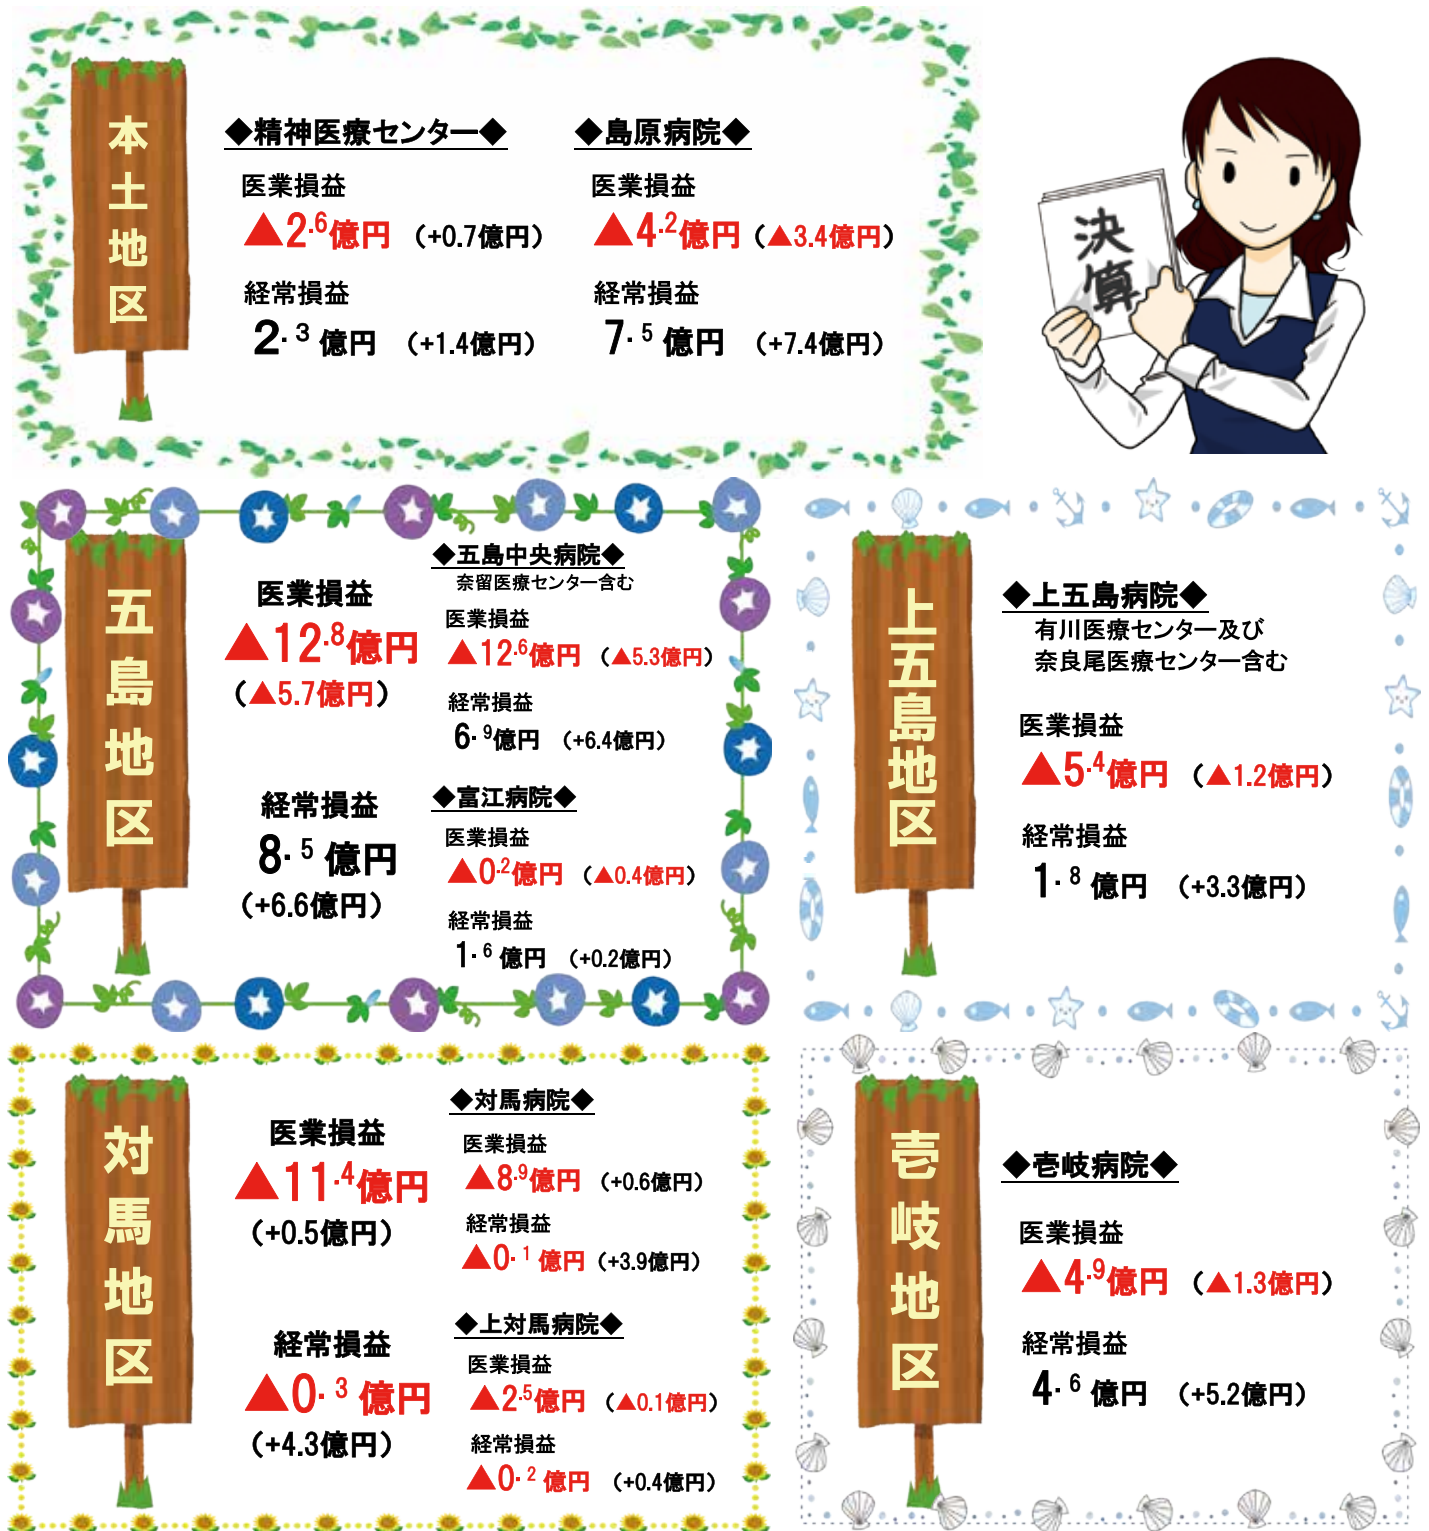 本土地区
◆精神医療センター◆
医業損益
▲2.6億円 （+0.7億円）
経常損益
2.3億円 （+1.4億円）
◆島原病院◆
医業損益
▲4.2億円 （▲3.4億円）
経常損益
7.5億円 （+7.4億円）
決算
五島地区
医業損益
▲12.8億円
（▲5.7億円）
経常損益
8.5億円
（+6.6億円）
◆五島中央病院◆
奈留医療センター含む
医業損益
▲12.6億円 （▲5.3億円）
経常損益
6.9億円 （+6.4億円）
◆富江病院◆
医業損益
▲0.2億円 （▲0.4億円）
経常損益
1.6億円 （+0.2億円）
上五島地区
◆上五島病院◆
有川医療センター及び
奈良尾医療センター含む
医業損益
▲5.4億円 （▲1.2億円）
経常損益
1.8億円 （+3.3億円）
対馬地区
医業損益
▲11.4億円
（+0.5億円）
経常損益
▲0.3億円
（+4.3億円）
◆対馬病院◆
医業損益
▲8.9億円 （+0.6億円）
経常損益
▲0.1億円 （+3.9億円）
◆上対馬病院◆
医業損益
▲2.5億円 （▲0.1億円）
経常損益
▲0.2億円 （+0.4億円）
壱岐地区
◆壱岐病院◆
医業損益
▲4.9億円 （▲1.3億円）
経常損益
4.6億円 （+5.2億円）